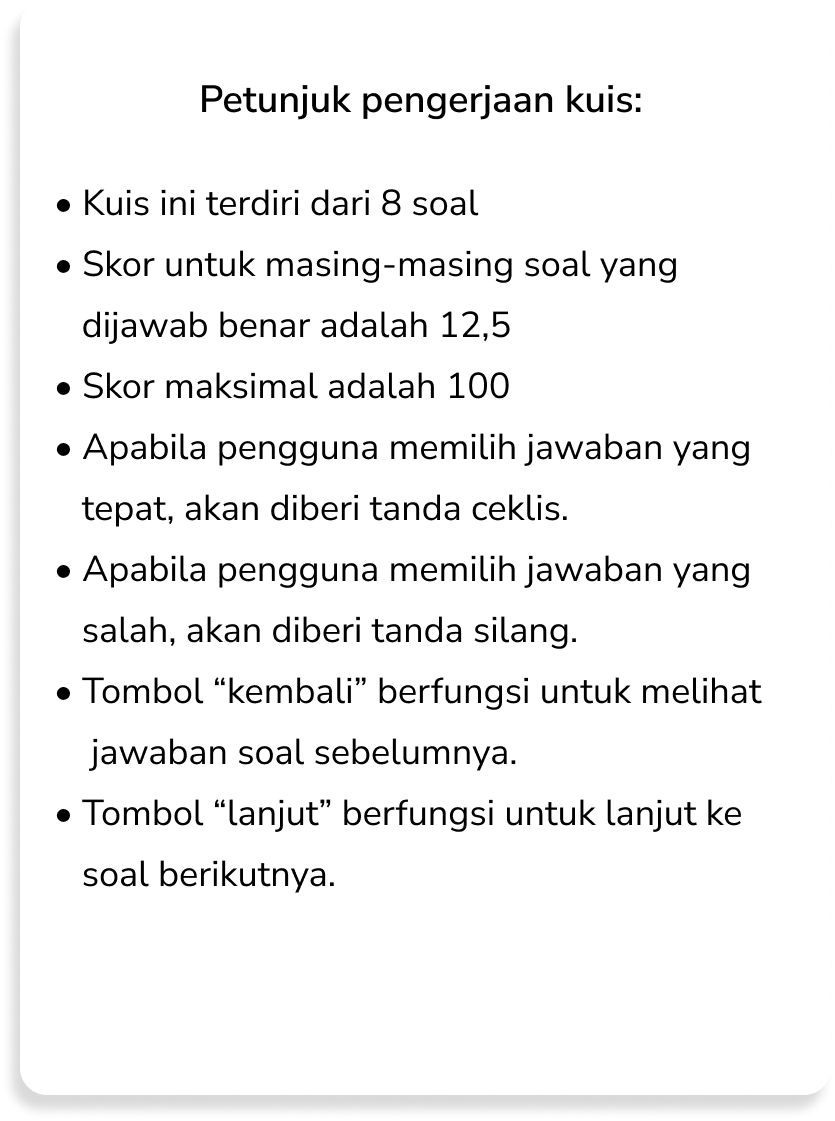 Petunjuk pengerjaan kuis:
• Kuis ini terdiri dari 8 soal
• Skor untuk masing-masing soal yang
dijawab benar adalah 12,5
• Skor maksimal adalah 100
• Apabila pengguna memilih jawaban yang
tepat, akan diberi tanda ceklis.
• Apabila pengguna memilih jawaban yang
salah, akan diberi tanda silang.
• Tombol “kembali” berfungsi untuk melihat
jawaban soal sebelumnya.
• Tombol “lanjut” berfungsi untuk lanjut ke
soal berikutnya.